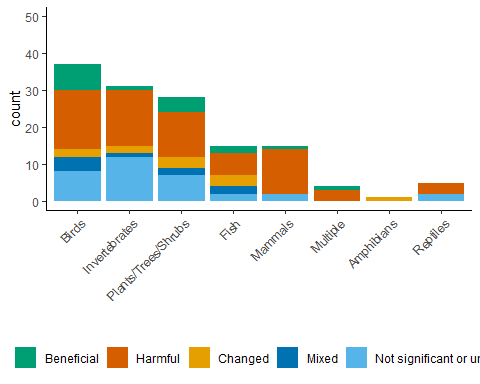 50
40
30
20
10
0
count
Birds
Invertebrates
Plants/Trees/Shrubs
Fish
Mammals
Multiple
Amphibians
Reptiles
Beneficial Harmful Changed Mixed Not significant or